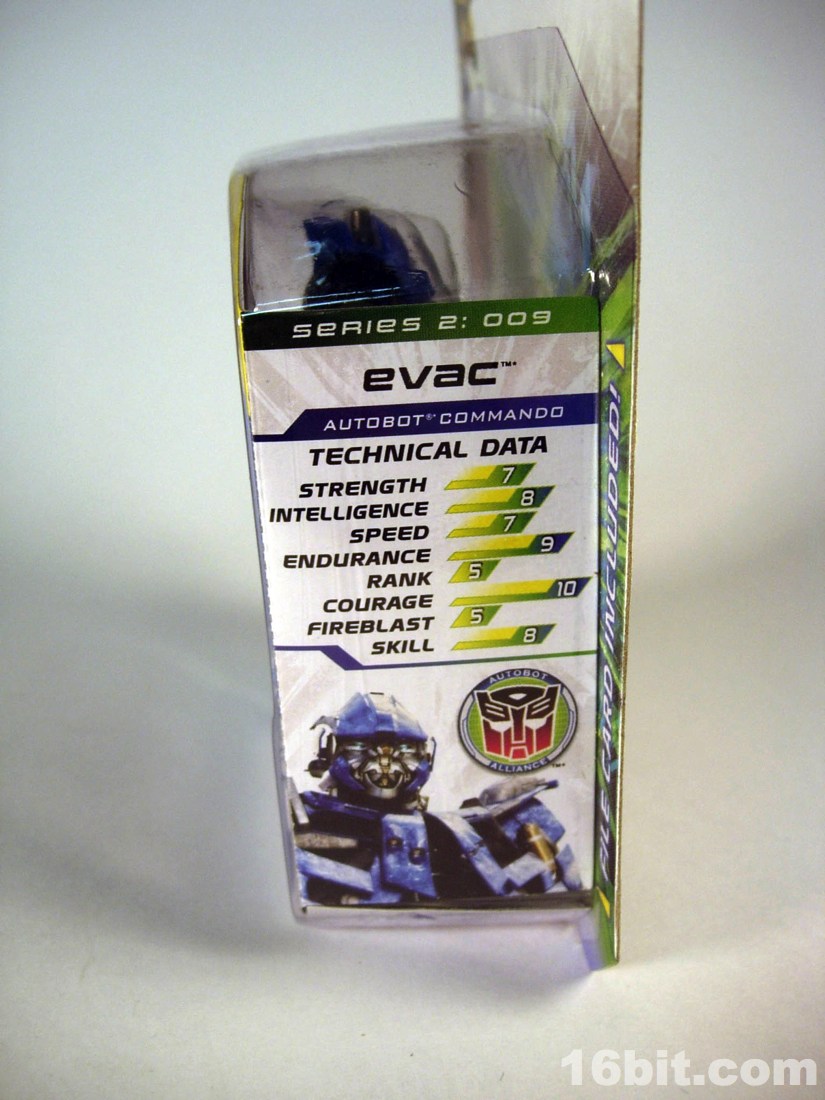 SERIES 2: 009
evac™*
AUTOBOT®* COMMANDO
TECHNICAL DATA
STRENGTH 7
INTELLIGENCE 8
SPEED 7
ENDURANCE 9
RANK 5
COURAGE 10
FIREBLAST 5
SKILL 8
AUTOBOT
ALLIANCE™*
FILE CARD INCLUDED!
16bit.com